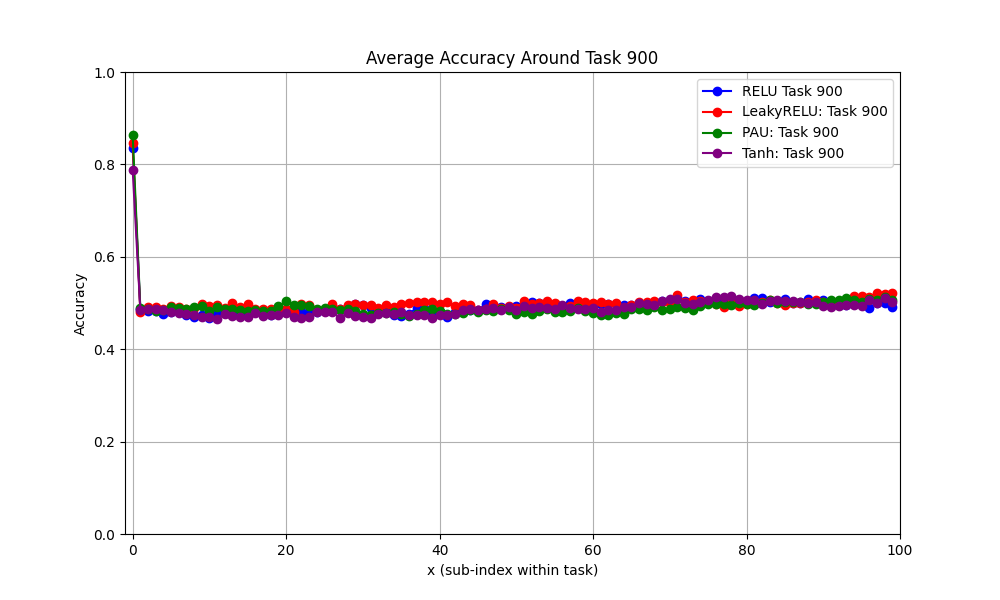 Average Accuracy Around Task 900
RELU Task 900
LeakyRELU: Task 900
PAU: Task 900
Tanh: Task 900
Accuracy
1.0
0.8
0.6
0.4
0.2
0.0
0 20 40 60 80 100
x (sub-index within task)